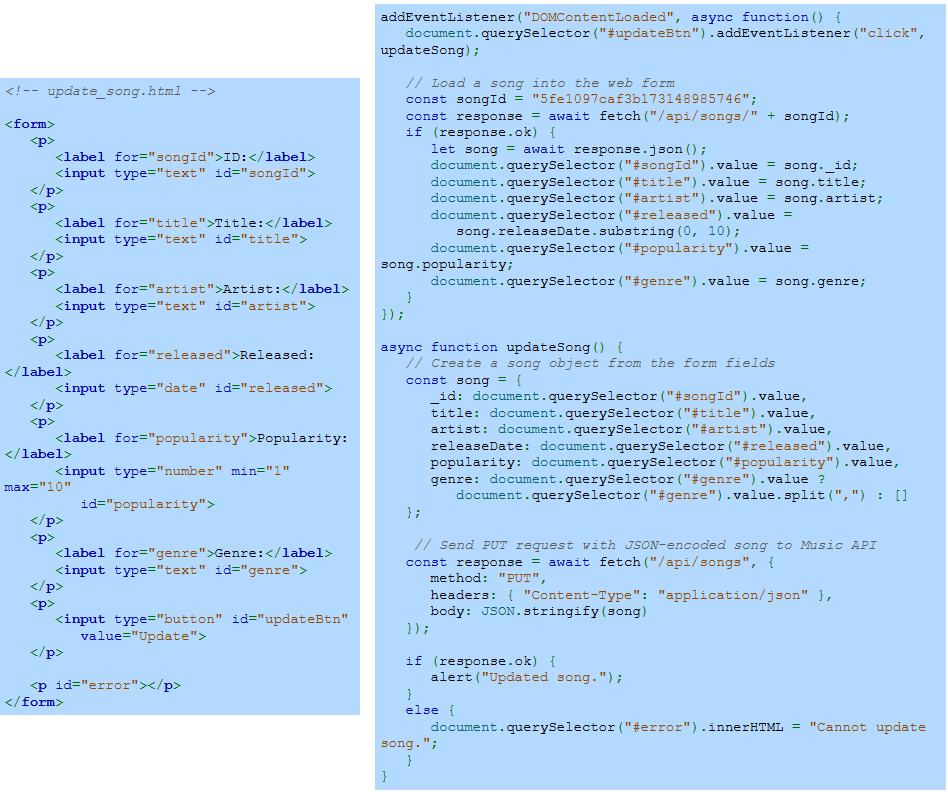 <!-- update_song.html -->
<form>
<p>
<label for="songId">ID:</label>
<input type="text" id="songId">
</p>
<p>
<label for="title">Title:</label>
<input type="text" id="title">
</p>
<p>
<label for="artist">Artist:</label>
<input type="text" id="artist">
</p>
<p>
<label for="released">Released:
</label>
<input type="date" id="released">
</p>
<p>
<label for="popularity">Popularity:
</label>
<input type="number" min="1"
max="10"
id="popularity">
</p>
<p>
<label for="genre">Genre:</label>
<input type="text" id="genre">
</p>
<p>
<input type="button" id="updateBtn"
value="Update">
</p>
<p id="error"></p>
</form>
addEventListener("DOMContentLoaded", async function() {
document.querySelector("#updateBtn").addEventListener("click",
updateSong);
// Load a song into the web form
const songId = "5fe1097caf3b173148985746";
const response = await fetch("/api/songs/" + songId);
if (response.ok) {
let song = await response.json();
document.querySelector("#songId").value = song._id;
document.querySelector("#title").value = song.title;
document.querySelector("#artist").value = song.artist;
document.querySelector("#released").value =
song.releaseDate.substring(0, 10);
document.querySelector("#popularity").value =
song.popularity;
document.querySelector("#genre").value = song.genre;
}
});
async function updateSong() {
// Create a song object from the form fields
const song = {
_id: document.querySelector("#songId").value,
title: document.querySelector("#title").value,
artist: document.querySelector("#artist").value,
releaseDate: document.querySelector("#released").value,
popularity: document.querySelector("#popularity").value,
genre: document.querySelector("#genre").value ?
document.querySelector("#genre").value.split(",") : []
};
// Send PUT request with JSON-encoded song to Music API
const response = await fetch("/api/songs", {
method: "PUT",
headers: { "Content-Type": "application/json" },
body: JSON.stringify(song)
});
if (response.ok) {
alert("Updated song.");
}
else {
document.querySelector("#error").innerHTML = "Cannot update
song.";
}
}